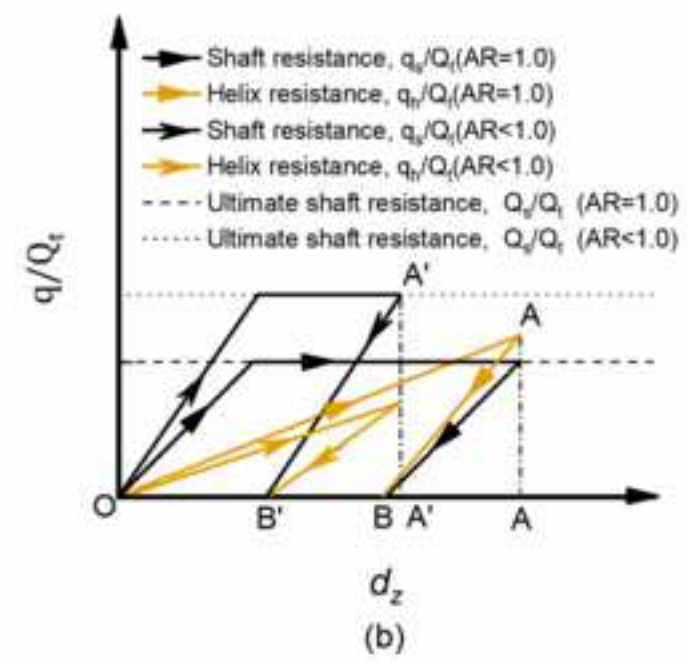 Shaft resistance, qs/Qt(AR=1.0)
Helix resistance, qh/Qt(AR=1.0)
Shaft resistance, qs/Qt(AR<1.0)
Helix resistance, qh/Qt(AR<1.0)
Ultimate shaft resistance, Qs/Qt (AR=1.0)
Ultimate shaft resistance, Qs/Qt (AR<1.0)
q/Qt
A'
A
O
B' B A' A
dz
(b)